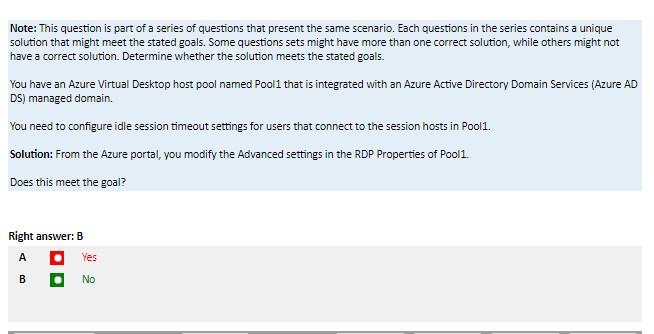 Note: This question is part of a series of questions that present the same scenario. Each questions in the series contains a unique
solution that might meet the stated goals. Some questions sets might have more than one correct solution, while others might not
have a correct solution. Determine whether the solution meets the stated goals.
You have an Azure Virtual Desktop host pool named Pool1 that is integrated with an Azure Active Directory Domain Services (Azure AD
DS) managed domain.
You need to configure idle session timeout settings for users that connect to the session hosts in Pool1.
Solution: From the Azure portal, you modify the Advanced settings in the RDP Properties of Pool1.
Does this meet the goal?
Right answer: B
A Yes
B No